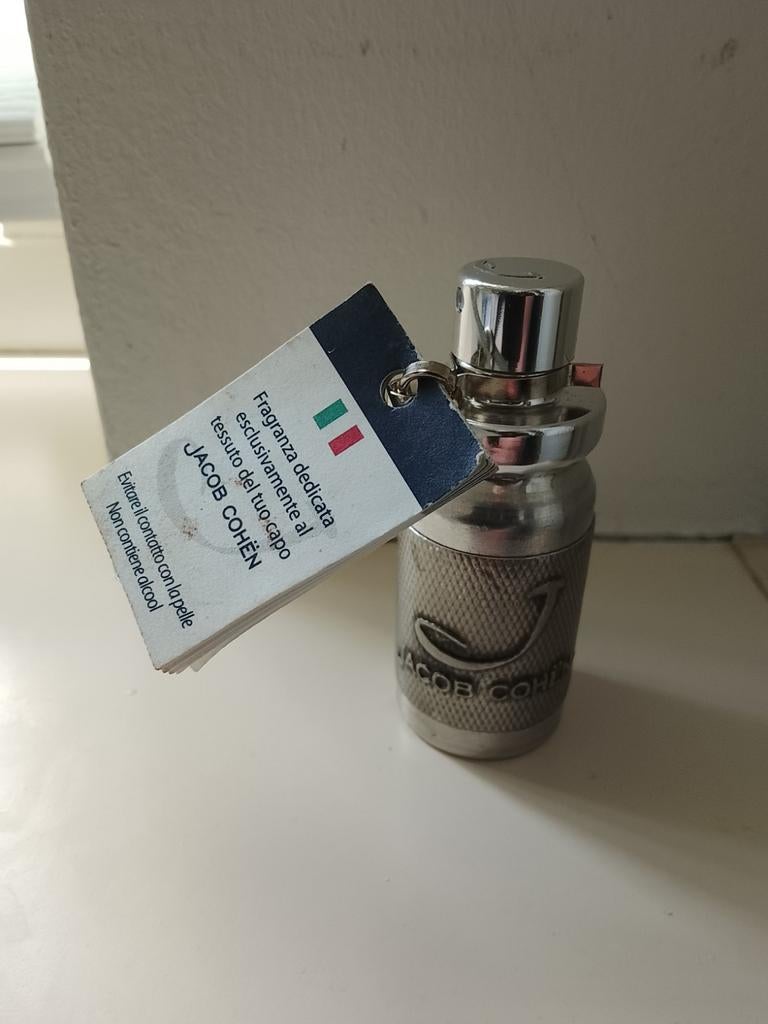 Fragranza dedicata
esclusivamente al
tessuto del tuo capo
JACOB COHËN
Evitare il contatto con la pelle
Non contiene alcool
JACOB COHËN